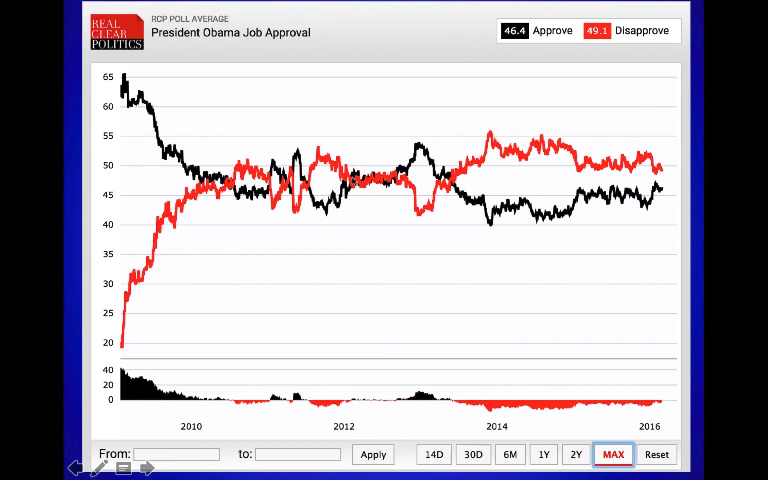 REAL
CLEAR
POLITICS
RCP POLL AVERAGE
President Obama Job Approval
46.4 Approve 49.1 Disapprove
65
60
55
50
45
40
35
30
25
20
40
20
0
2010 2012 2014 2016
From: to: Apply 14D 30D 6M 1Y 2Y MAX Reset